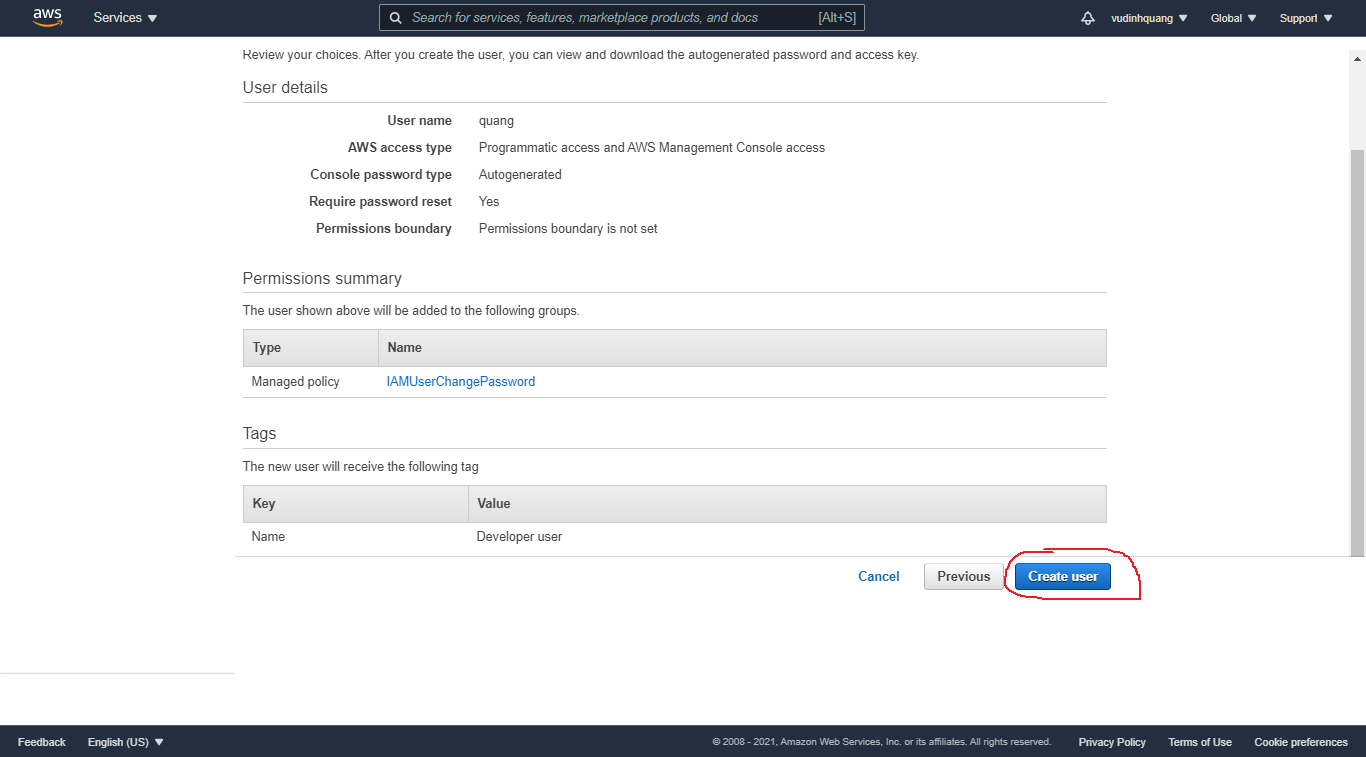 aws Services Search for services, features, marketplace products, and docs [Alt+S] vudinhquang Global Support
Review your choices. After you create the user, you can view and download the autogenerated password and access key.
User details
User name quang
AWS access type Programmatic access and AWS Management Console access
Console password type Autogenerated
Require password reset Yes
Permissions boundary Permissions boundary is not set
Permissions summary
The user shown above will be added to the following groups.
Type Name
Managed policy IAMUserChangePassword
Tags
The new user will receive the following tag
Key Value
Name Developer user
Cancel Previous Create user
Feedback English (US) © 2008 - 2021, Amazon Web Services, Inc. or its affiliates. All rights reserved. Privacy Policy Terms of Use Cookie preferences